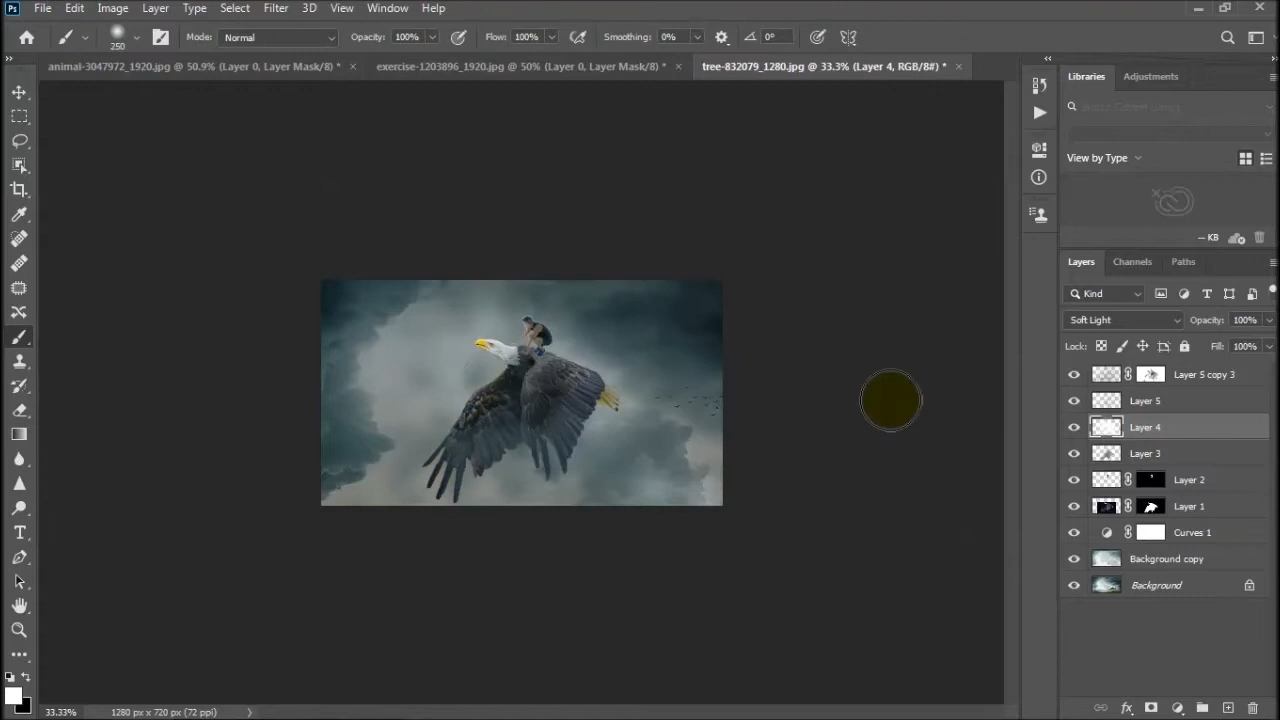 Ps File Edit Image Layer Type Select Filter 3D View Window Help
250 Mode: Normal Opacity: 100% Flow: 100% Smoothing: 0% 0°
animal-3047972_1920.jpg @ 50.9% (Layer 0, Layer Mask/8) * × exercise-1203896_1920.jpg @ 50% (Layer 0, Layer Mask/8) * × tree-832079_1280.jpg @ 33.3% (Layer 4, RGB/8#) * ×
Libraries Adjustments
View by Type
-- KB
Layers Channels Paths
Kind
Soft Light Opacity: 100%
Lock: Fill: 100%
Layer 5 copy 3
Layer 5
Layer 4
Layer 3
Layer 2
Layer 1
Curves 1
Background copy
Background
33.33% 1280 px x 720 px (72 ppi)